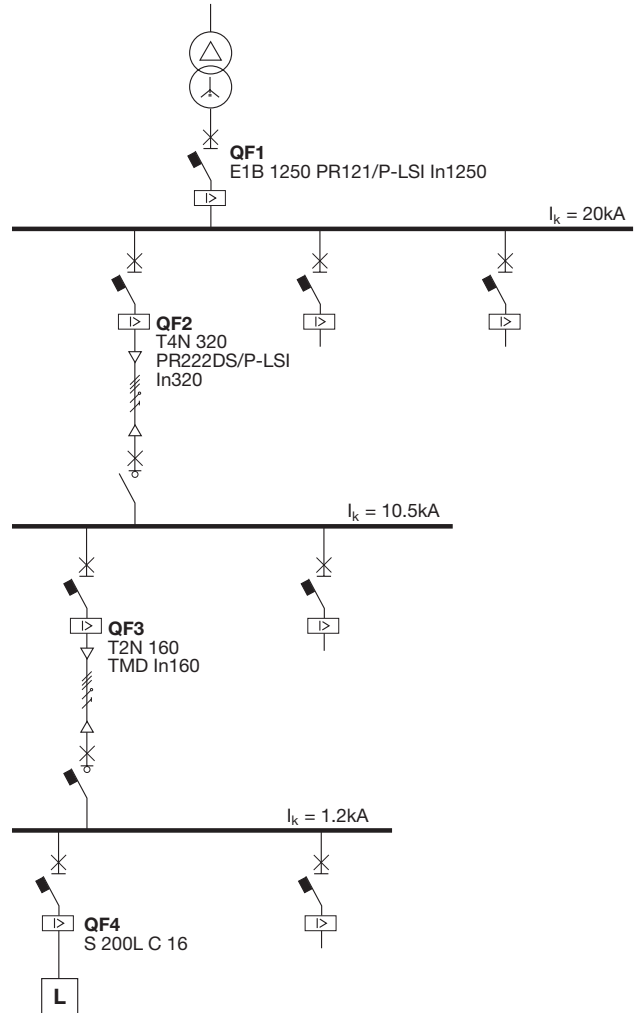 QF1
E1B 1250 PR121/P-LSI In1250
Ik = 20kA
I>
I>
I>
I>
QF2
T4N 320
PR222DS/P-LSI
In320
Ik = 10.5kA
I>
I>
QF3
T2N 160
TMD In160
Ik = 1.2kA
I>
I>
QF4
S 200L C 16
L